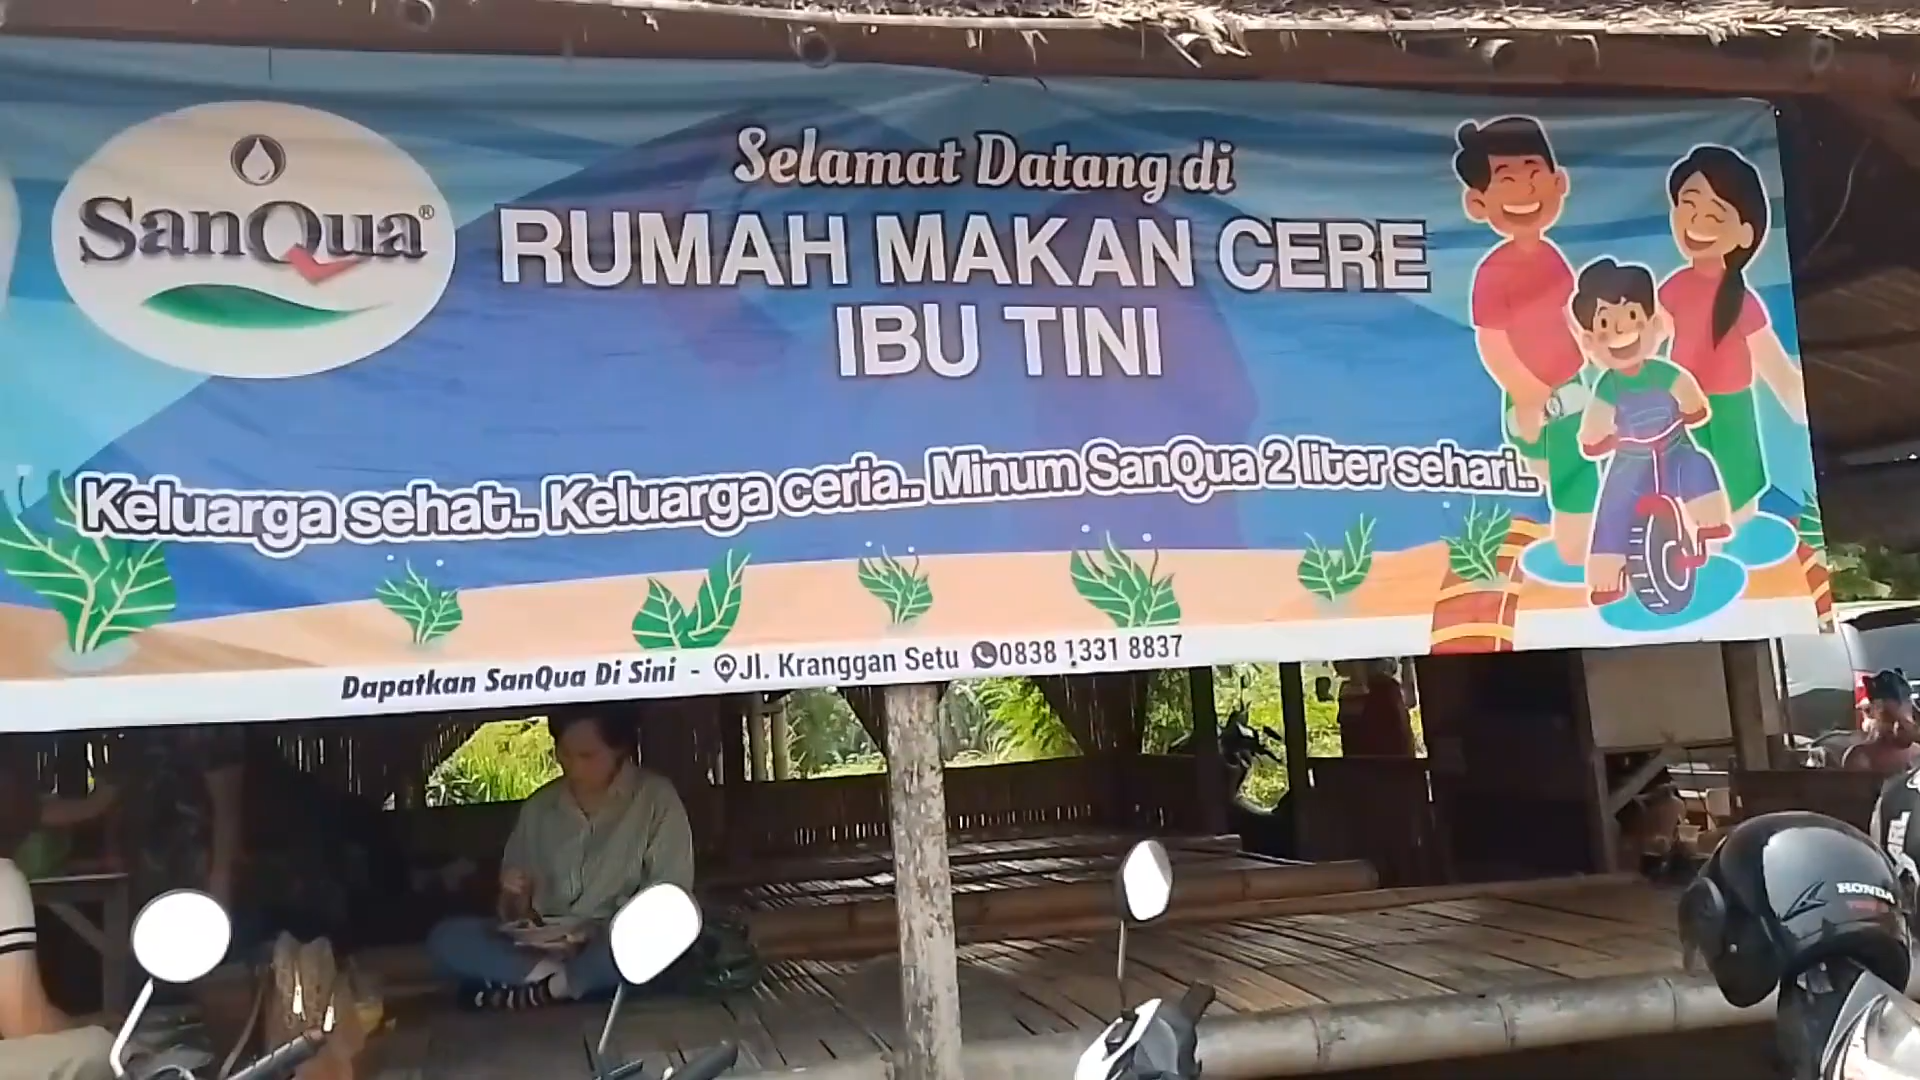 SanQua®
Selamat Datang di
RUMAH MAKAN CERE
IBU TINI
Keluarga sehat.. Keluarga ceria.. Minum SanQua 2 liter sehari..
Dapatkan SanQua Di Sini - Jl. Kranggan Setu 0838 1331 8837
HONDA